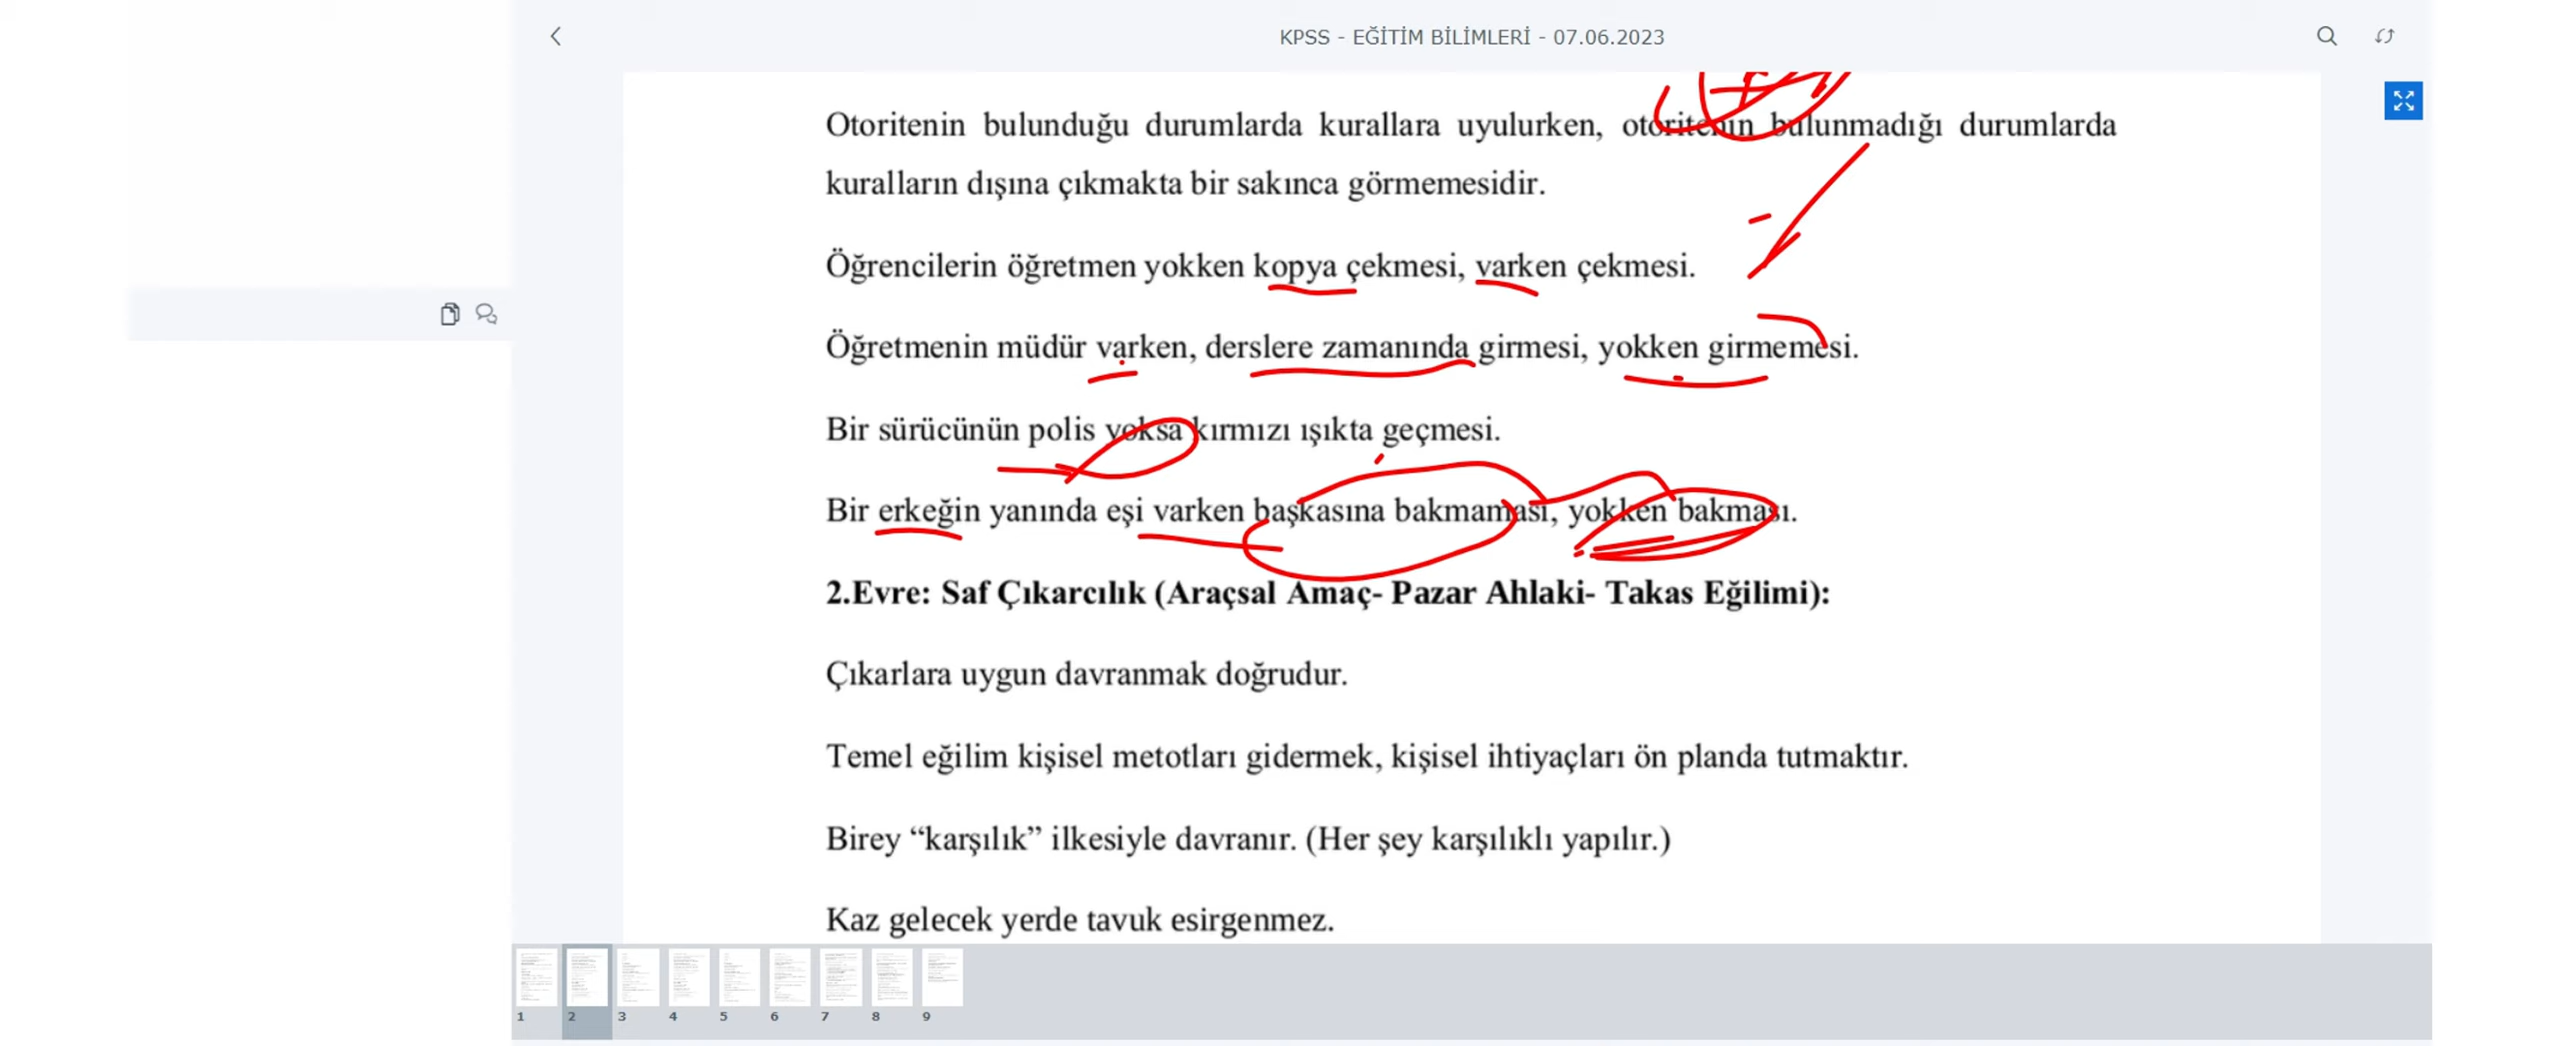 KPSS - EĞİTİM BİLİMLERİ - 07.06.2023
Otoritenin bulunduğu durumlarda kurallara uyulurken, otoritenin bulunmadığı durumlarda
kuralların dışına çıkmakta bir sakınca görmemesidir.
Öğrencilerin öğretmen yokken kopya çekmesi, varken çekmesi.
Öğretmenin müdür varken, derslere zamanında girmesi, yokken girmemesi.
Bir sürücünün polis yoksa kırmızı ışıkta geçmesi.
Bir erkeğin yanında eşi varken başkasına bakmaması, yokken bakması.
2.Evre: Saf Çıkarcılık (Araçsal Amaç- Pazar Ahlaki- Takas Eğilimi):
Çıkarlara uygun davranmak doğrudur.
Temel eğilim kişisel metotları gidermek, kişisel ihtiyaçları ön planda tutmaktır.
Birey “karşılık” ilkesiyle davranır. (Her şey karşılıklı yapılır.)
Kaz gelecek yerde tavuk esirgenmez.
1 2 3 4 5 6 7 8 9